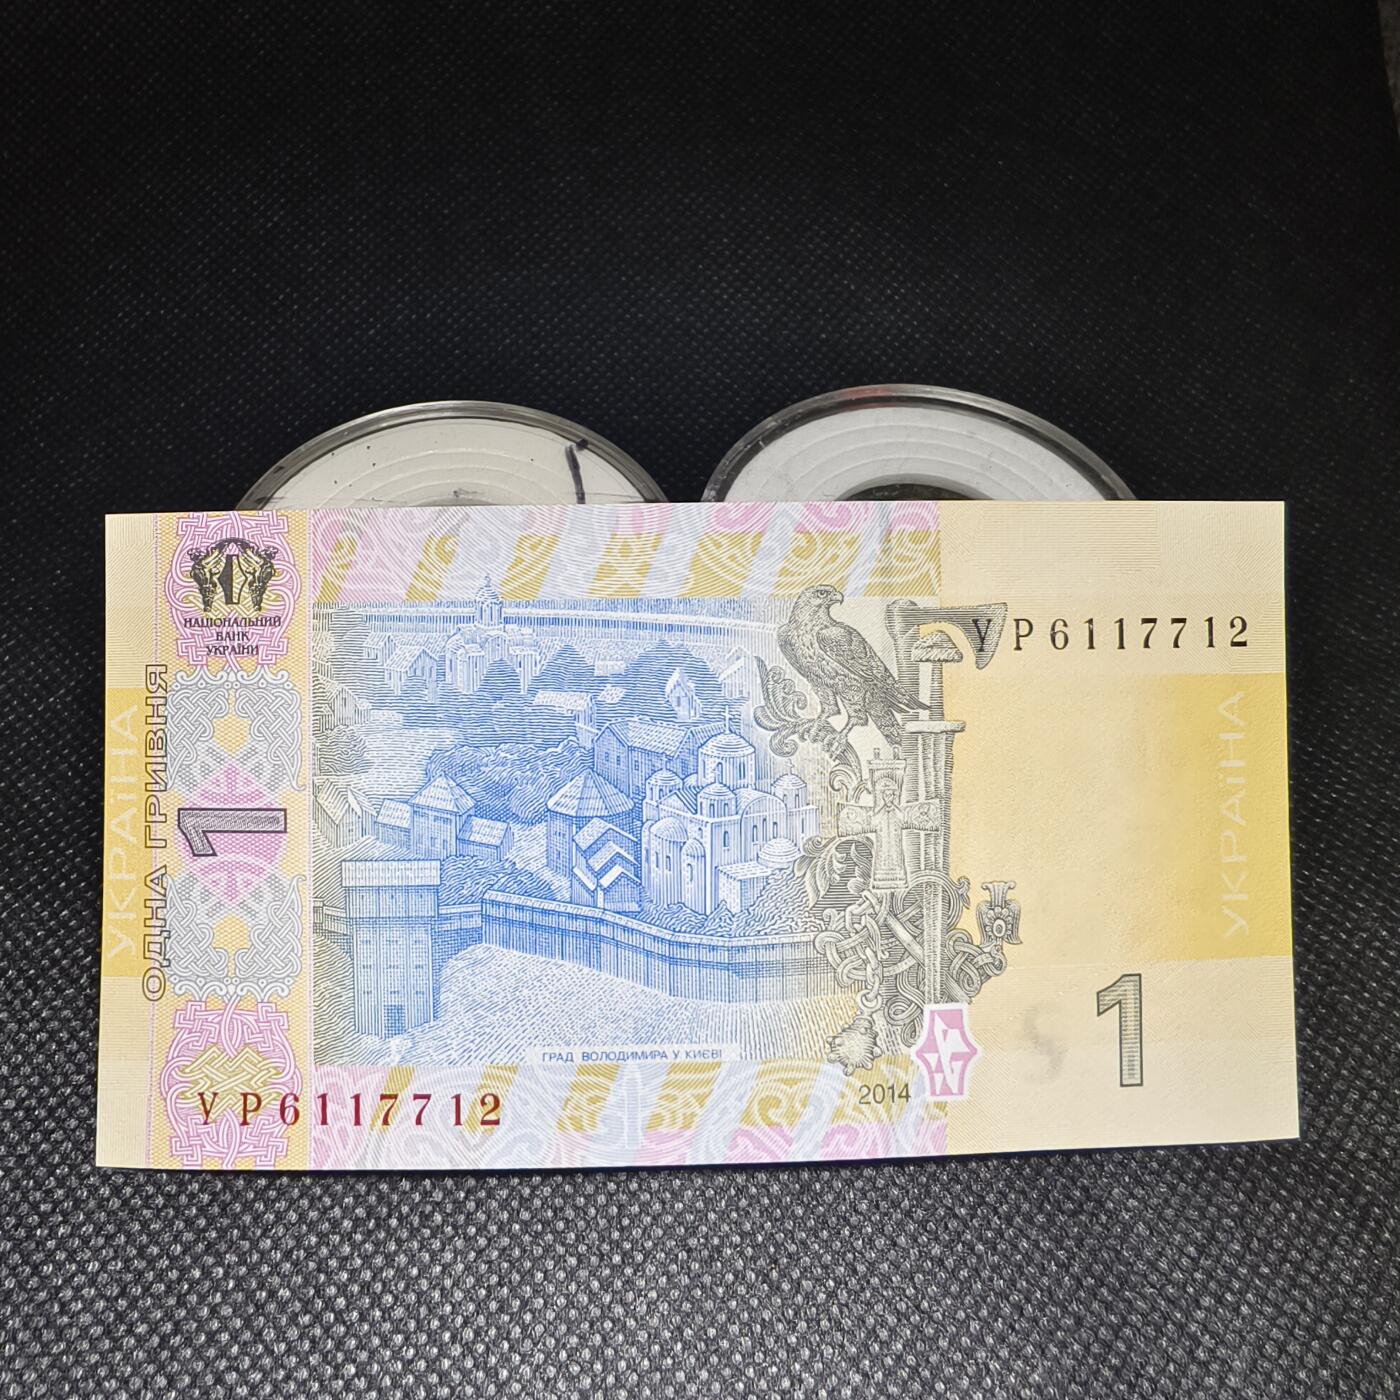 НАЦІОНАЛЬНИЙ
БАНК
УКРАЇНИ
УР6117712
УКРАЇНА
ОДНА ГРИВНЯ
1
УКРАЇНА
ГРАД ВОЛОДИМИРА У КИЄВІ
2014
1
УР6117712